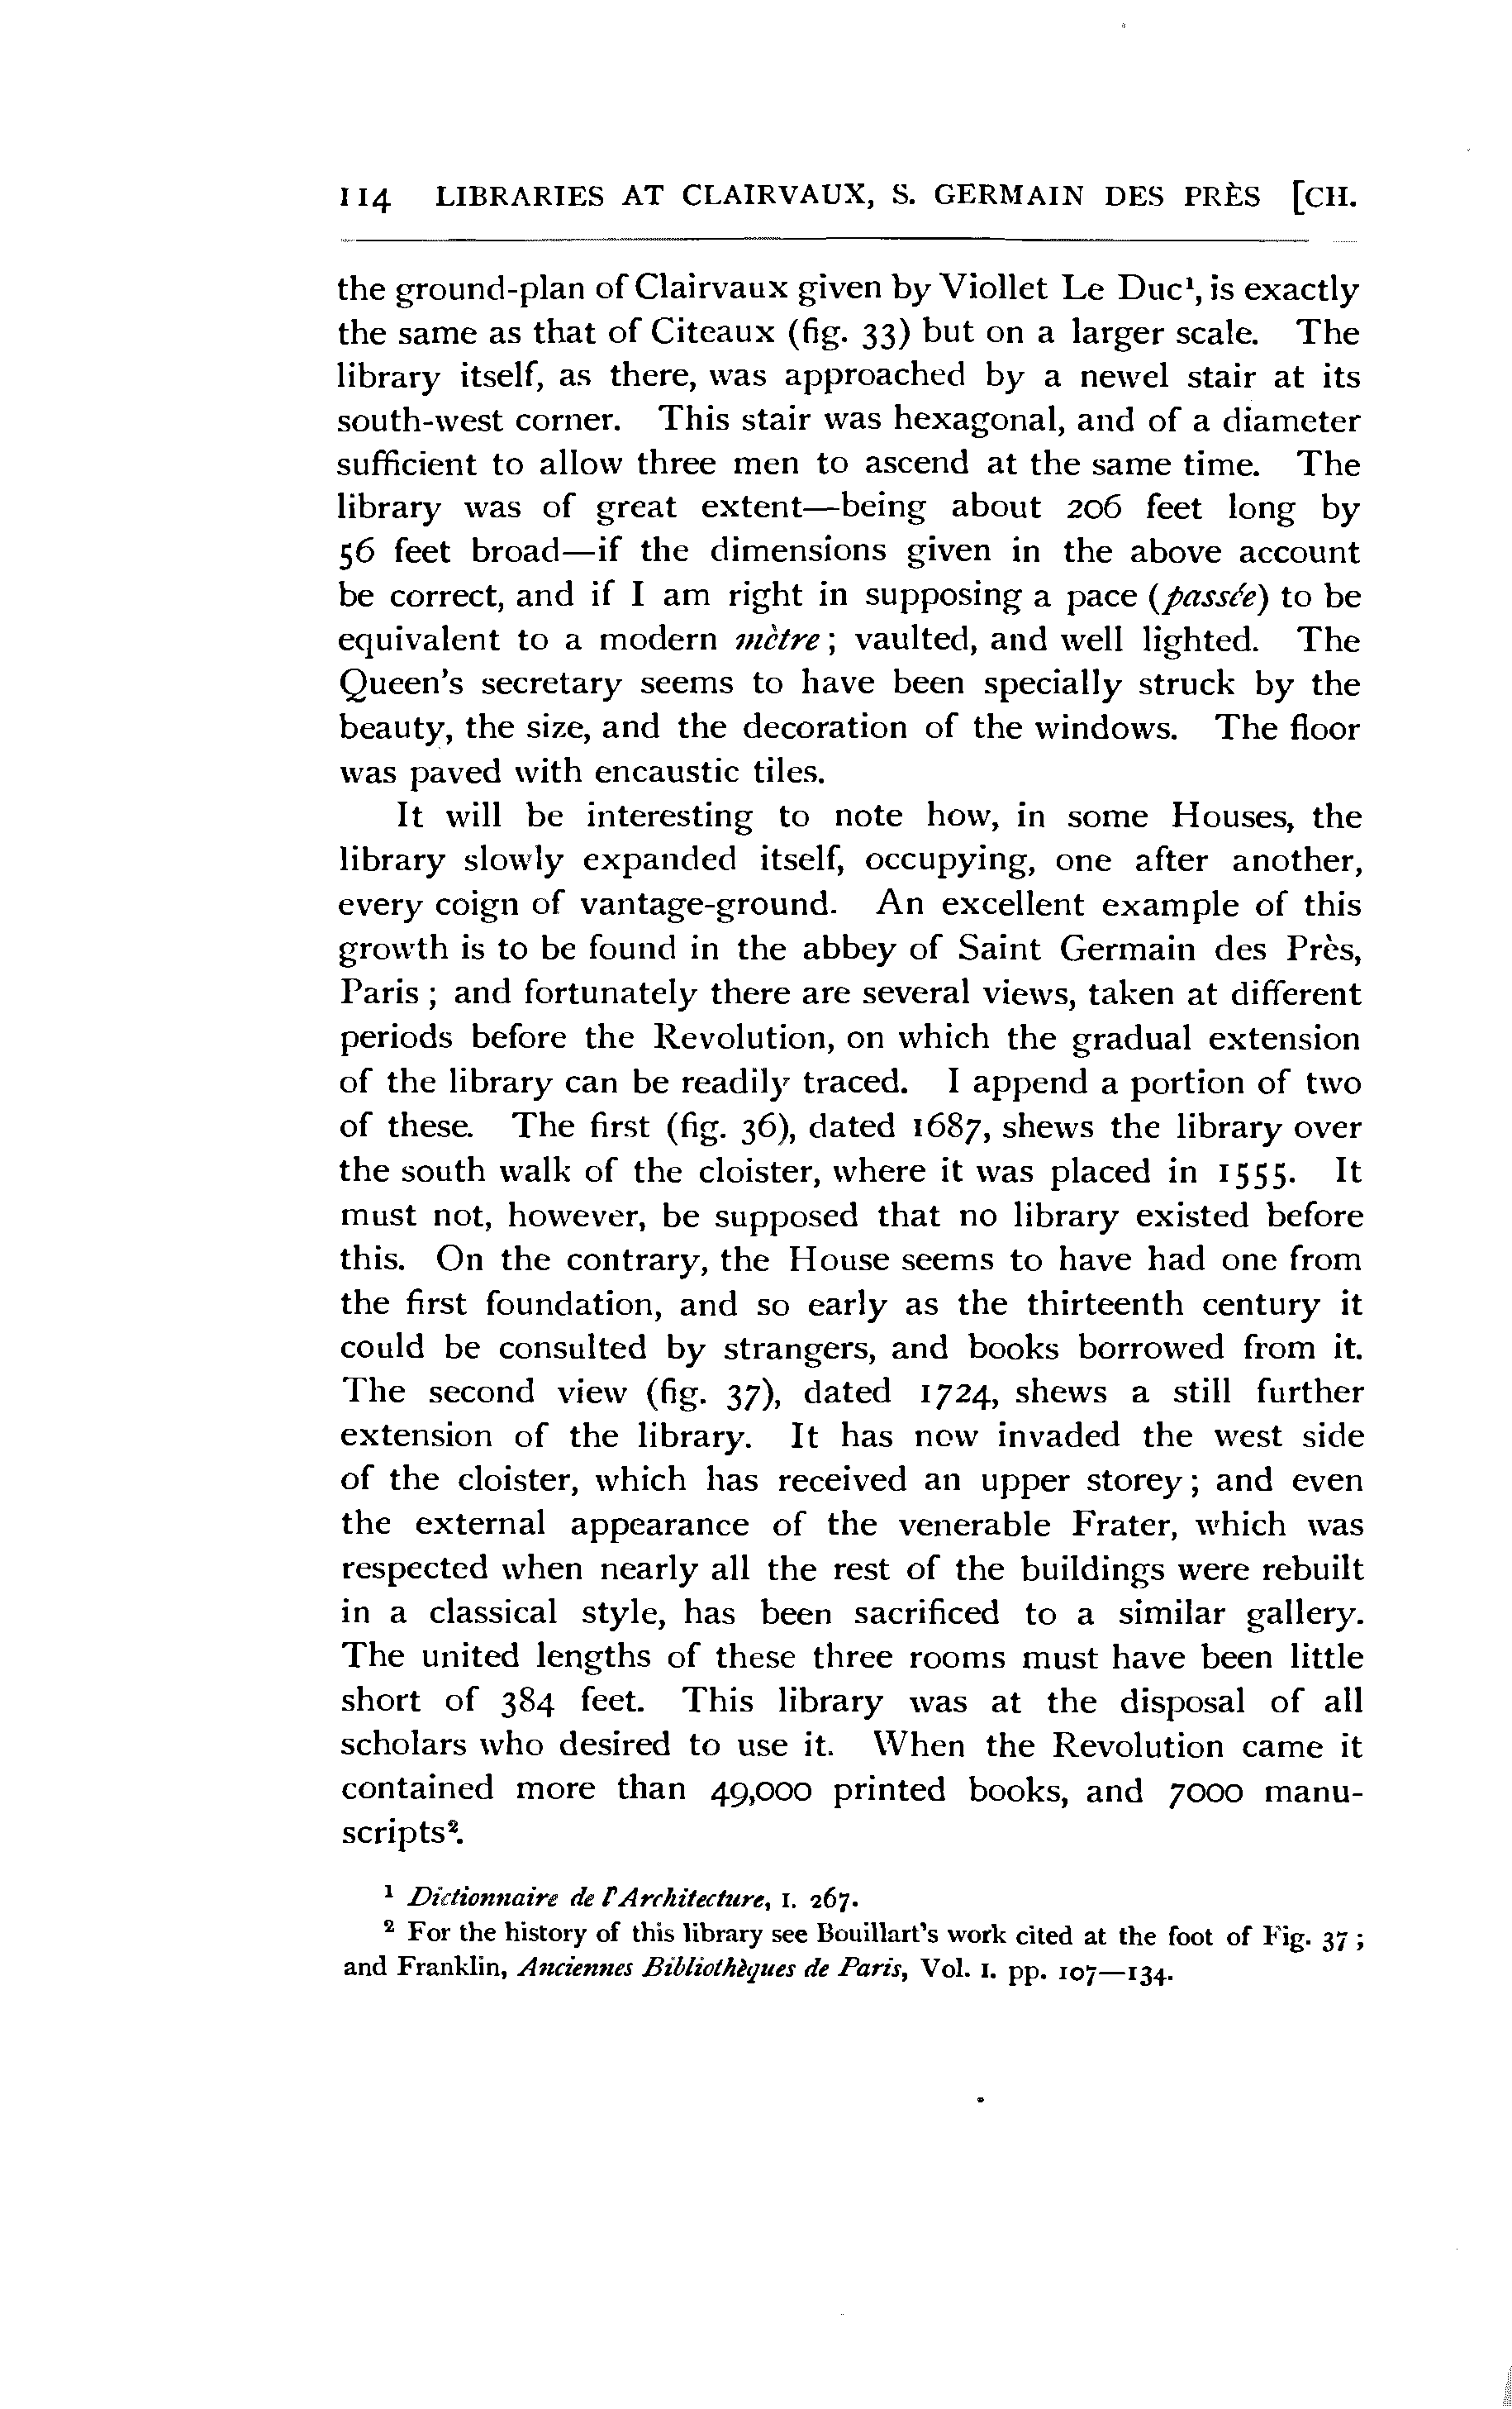 114 LIBRARIES AT CLAIRVAUX, S. GERMAIN DES PRÈS [CH.
the ground-plan of Clairvaux given by Viollet Le Duc¹, is exactly
the same as that of Citeaux (fig. 33) but on a larger scale. The
library itself, as there, was approached by a newel stair at its
south-west corner. This stair was hexagonal, and of a diameter
sufficient to allow three men to ascend at the same time. The
library was of great extent—being about 206 feet long by
56 feet broad—if the dimensions given in the above account
be correct, and if I am right in supposing a pace (passée) to be
equivalent to a modern mètre; vaulted, and well lighted. The
Queen's secretary seems to have been specially struck by the
beauty, the size, and the decoration of the windows. The floor
was paved with encaustic tiles.
It will be interesting to note how, in some Houses, the
library slowly expanded itself, occupying, one after another,
every coign of vantage-ground. An excellent example of this
growth is to be found in the abbey of Saint Germain des Près,
Paris; and fortunately there are several views, taken at different
periods before the Revolution, on which the gradual extension
of the library can be readily traced. I append a portion of two
of these. The first (fig. 36), dated 1687, shews the library over
the south walk of the cloister, where it was placed in 1555. It
must not, however, be supposed that no library existed before
this. On the contrary, the House seems to have had one from
the first foundation, and so early as the thirteenth century it
could be consulted by strangers, and books borrowed from it.
The second view (fig. 37), dated 1724, shews a still further
extension of the library. It has now invaded the west side
of the cloister, which has received an upper storey; and even
the external appearance of the venerable Frater, which was
respected when nearly all the rest of the buildings were rebuilt
in a classical style, has been sacrificed to a similar gallery.
The united lengths of these three rooms must have been little
short of 384 feet. This library was at the disposal of all
scholars who desired to use it. When the Revolution came it
contained more than 49,000 printed books, and 7000 manu-
scripts².
¹ Dictionnaire de l'Architecture, I. 267.
² For the history of this library see Bouillart's work cited at the foot of Fig. 37;
and Franklin, Anciennes Bibliothèques de Paris, Vol. I. pp. 107—134.